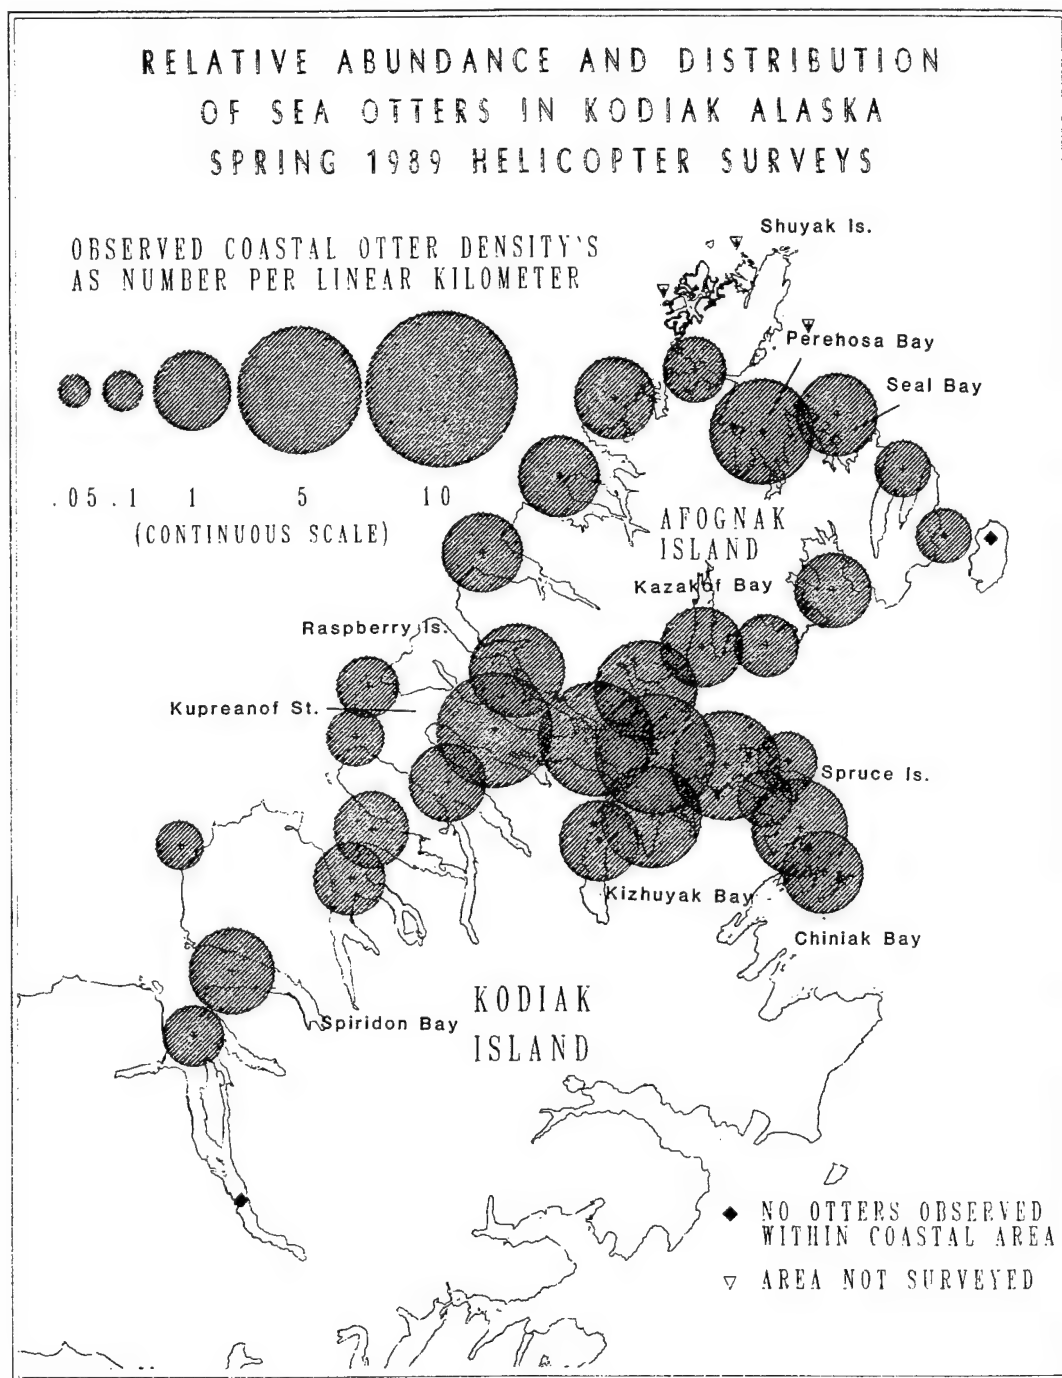 RELATIVE ABUNDANCE AND DISTRIBUTION
OF SEA OTTERS IN KODIAK ALASKA
SPRING 1989 HELICOPTER SURVEYS
OBSERVED COASTAL OTTER DENSITY'S
AS NUMBER PER LINEAR KILOMETER
.05 .1 1 5 10
(CONTINUOUS SCALE)
Shuyak Is.
Perehosa Bay
Seal Bay
AFOGNAK
ISLAND
Kazakof Bay
Raspberry Is.
Kupreanof St.
Spruce Is.
Kizhuyak Bay
Chiniak Bay
Spiridon Bay
KODIAK
ISLAND
NO OTTERS OBSERVED
WITHIN COASTAL AREA
AREA NOT SURVEYED